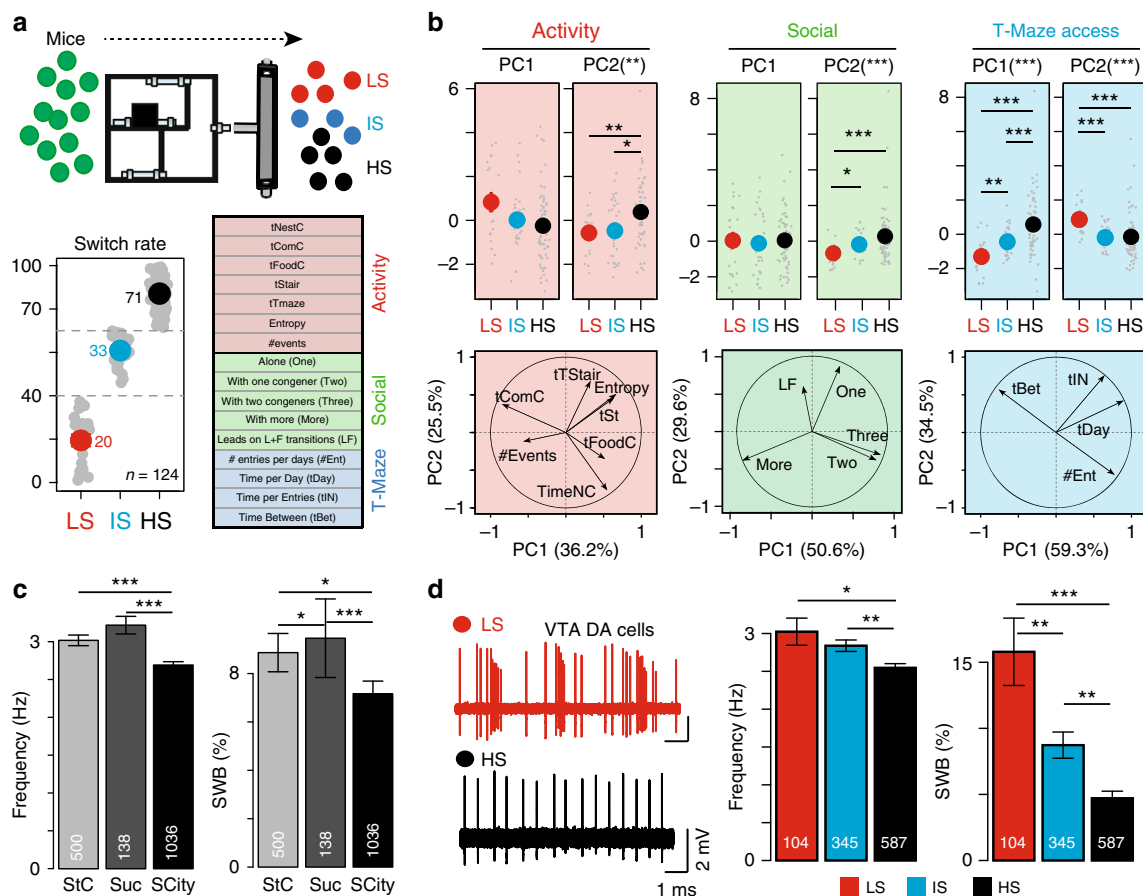 a
Mice
LS
IS
HS
Switch rate
100
70
40
0
71
33
20
n = 124
LS IS HS
tNestC
tComC
tFoodC
tStair
tTmaze
Entropy
#events
Activity
Alone (One)
With one congener (Two)
With two congeners (Three)
With more (More)
Leads on L+F transitions (LF)
Social
# entries per days (#Ent)
Time per Day (tDay)
Time per Entries (tIN)
Time Between (tBet)
T-Maze
b
Activity
PC1 PC2(**)
6
2
0
−2
**
*
LS IS HS LS IS HS
Social
PC1 PC2(***)
8
2
0
−2
***
*
LS IS HS LS IS HS
T-Maze access
PC1(***) PC2(***)
8
2
0
−2
***
***
**
***
***
LS IS HS LS IS HS
PC2 (25.5%)
1
−1
tTStair
Entropy
tComC
tSt
tFoodC
#Events
TimeNC
−1 1
PC1 (36.2%)
PC2 (29.6%)
1
−1
LF
One
Three
More
Two
−1 1
PC1 (50.6%)
PC2 (34.5%)
1
−1
tBet
tIN
tDay
#Ent
−1 1
PC1 (59.3%)
c
Frequency (Hz)
3
0
***
***
500
138
1036
StC Suc SCity
SWB (%)
8
0
*
* ***
500
138
1036
StC Suc SCity
d
LS
VTA DA cells
HS
2 mV
1 ms
Frequency (Hz)
3
0
*
**
104 345 587
SWB (%)
15
0
***
**
**
104 345 587
LS IS HS